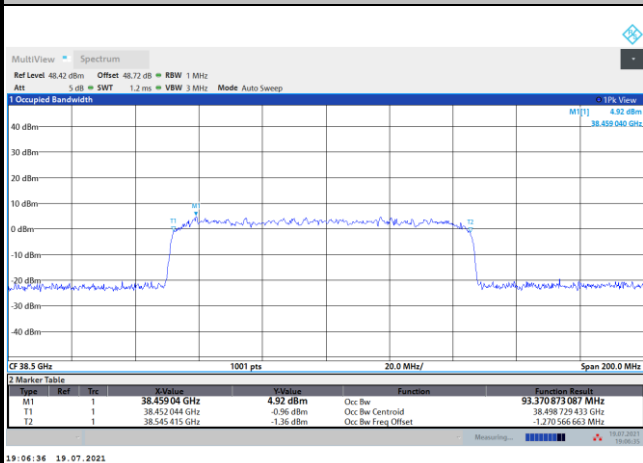 MultiView Spectrum
Ref Level 48.42 dBm Offset 48.72 dB RBW 1 MHz
Att 5 dB SWT 1.2 ms VBW 3 MHz Mode Auto Sweep
1 Occupied Bandwidth 1Pk View
M1[1] 4.92 dBm
38.459 040 GHz
40 dBm
30 dBm
20 dBm
10 dBm
M1
T1 T2
0 dBm
-10 dBm
-20 dBm
-30 dBm
-40 dBm
CF 38.5 GHz 1001 pts 20.0 MHz/ Span 200.0 MHz
2 Marker Table
Type Ref Trc X-Value Y-Value Function Function Result
M1 1 38.45904 GHz 4.92 dBm Occ Bw 93.370 873 087 MHz
T1 1 38.452 044 GHz -0.96 dBm Occ Bw Centroid 38.498 729 433 GHz
T2 1 38.545 415 GHz -1.36 dBm Occ Bw Freq Offset -1.270 566 663 MHz
Measuring... 19.07.2021
19:06:35
19:06:36 19.07.2021